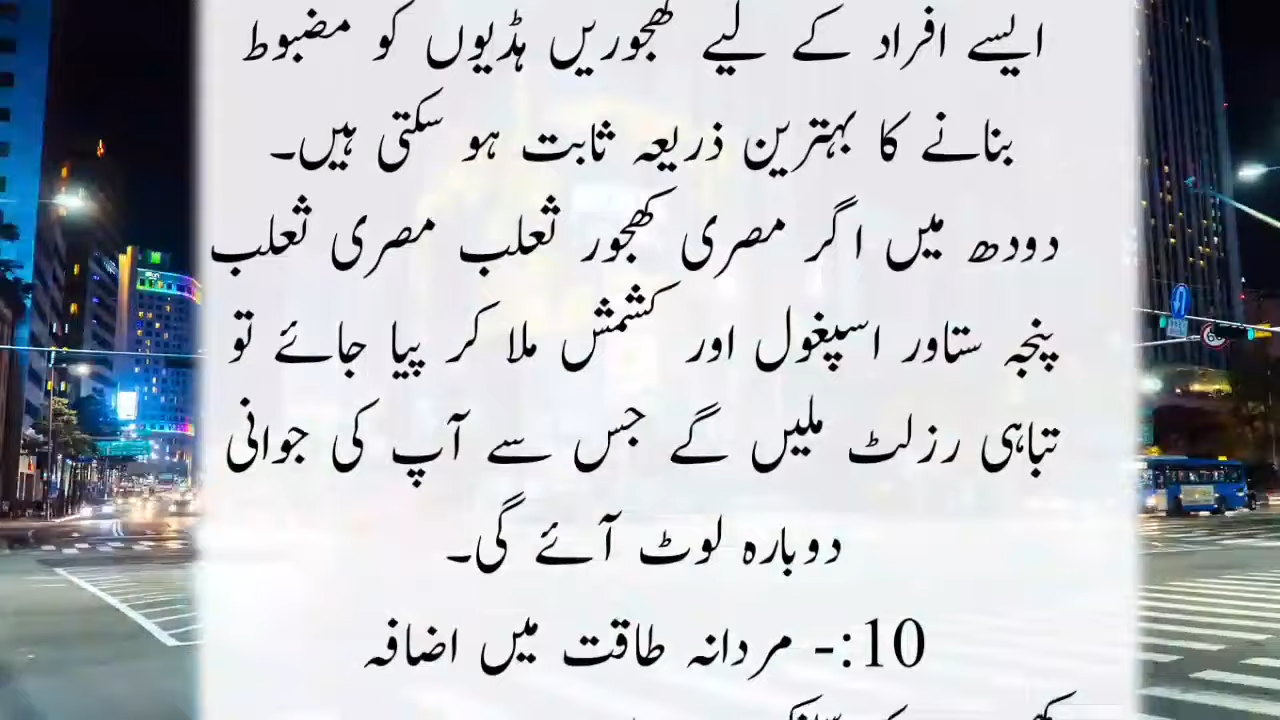 ایسے افراد کے لیے کھجوریں ہڈیوں کو مضبوط
بنانے کا بہترین ذریعہ ثابت ہو سکتی ہیں۔
دودھ میں اگر مصری کھجور ثعلب مصری ثعلب
پنجہ ستاور اسپغول اور کشمش ملا کر پیا جائے تو
تباہی رزلٹ ملیں گے جس سے آپ کی جوانی
دوبارہ لوٹ آئے گی۔
10:- مردانہ طاقت میں اضافہ